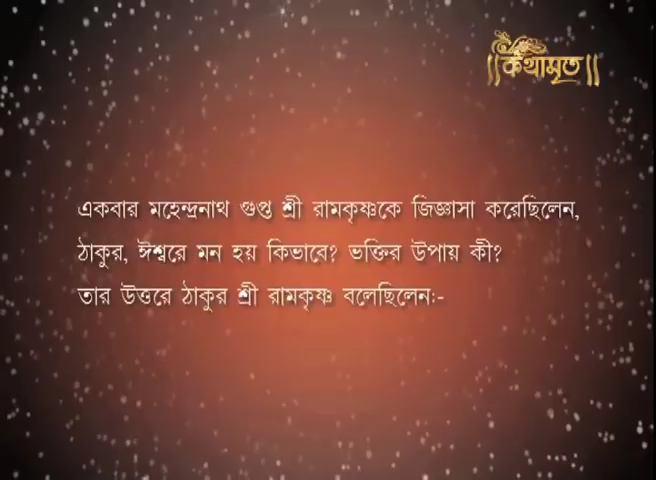 ||কথামৃত||
একবার মহেন্দ্রনাথ গুপ্ত শ্রী রামকৃষ্ণকে জিজ্ঞাসা করেছিলেন,
ঠাকুর, ঈশ্বরে মন হয় কিভাবে? ভক্তির উপায় কী?
তার উত্তরে ঠাকুর শ্রী রামকৃষ্ণ বলেছিলেন:-